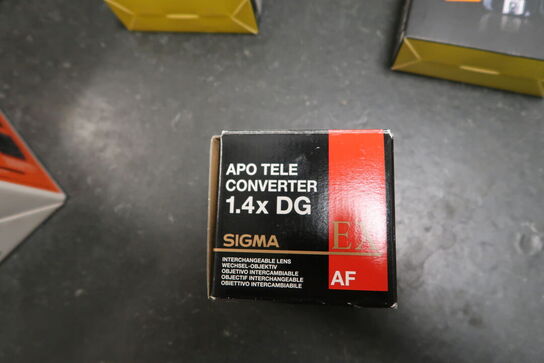 APO TELE
CONVERTER
1.4x DG
SIGMA
EX
INTERCHANGEABLE LENS
WECHSEL-OBJEKTIV
OBJETIVO INTERCAMBIABLE
OBJECTIF INTERCHANGEABLE
OBIETTIVO INTERCAMBIABILE
AF